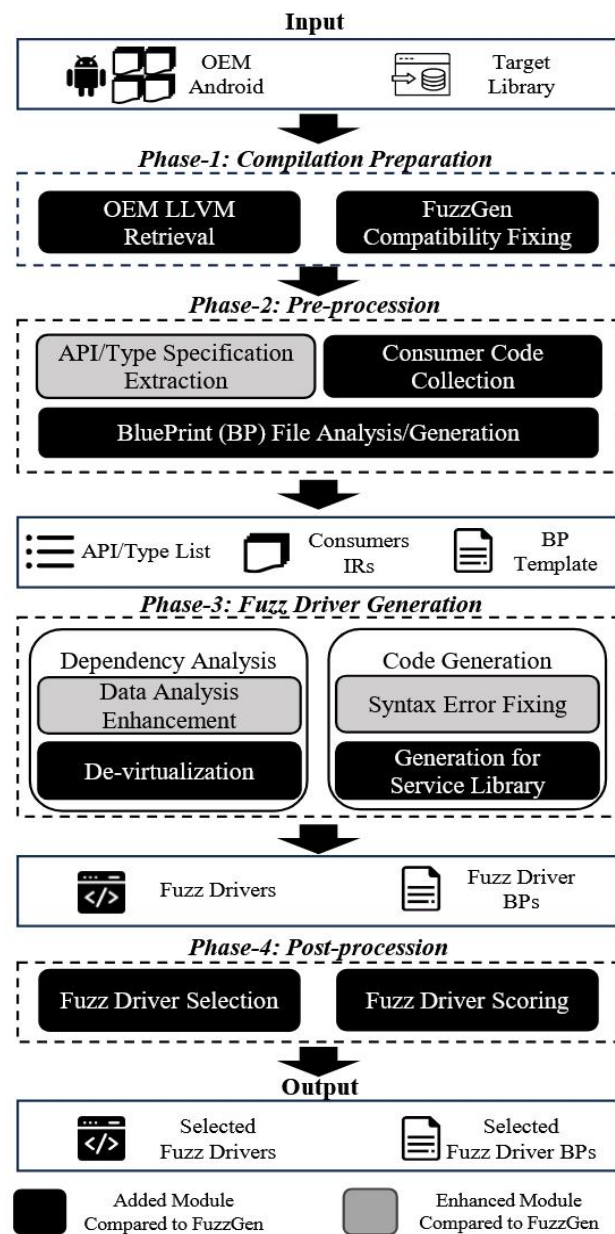 Input
OEM
Android
Target
Library
Phase-1: Compilation Preparation
OEM LLVM
Retrieval
FuzzGen
Compatibility Fixing
Phase-2: Pre-procession
API/Type Specification
Extraction
Consumer Code
Collection
BluePrint (BP) File Analysis/Generation
API/Type List
Consumers
IRs
BP
Template
Phase-3: Fuzz Driver Generation
Dependency Analysis
Data Analysis
Enhancement
De-virtualization
Code Generation
Syntax Error Fixing
Generation for
Service Library
Fuzz Drivers
Fuzz Driver
BPs
Phase-4: Post-procession
Fuzz Driver Selection
Fuzz Driver Scoring
Output
Selected
Fuzz Drivers
Selected
Fuzz Driver BPs
Added Module
Compared to FuzzGen
Enhanced Module
Compared to FuzzGen